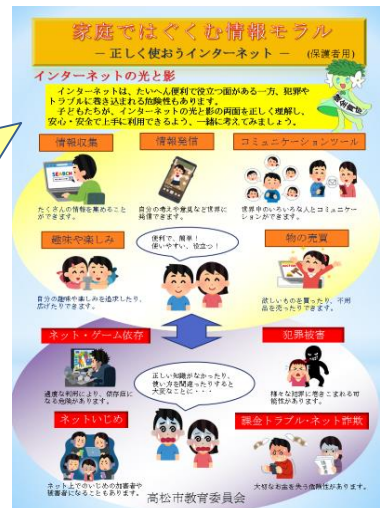 家庭ではぐくむ情報モラル
― 正しく使おうインターネット ― (保護者用)
インターネットの光と影
インターネットは、たいへん便利で役立つ面がある一方、犯罪や
トラブルに巻き込まれる危険性もあります。
子どもたちが、インターネットの光と影の両面を正しく理解し、
安心・安全で上手に利用できるよう、一緒に考えてみましょう。
情報収集
情報発信
コミュニケーションツール
SEARCH
たくさんの情報を集めること
ができます。
自分の考えや意見など世界に
発信できます。
世界中のいろいろな人とコミュニケー
ションができます。
趣味や楽しみ
便利で、簡単!
使いやすい、役立つ!
物の売買
自分の趣味や楽しみを追求したり、
広げたりできます。
欲しいものを買ったり、不用
品を売ったりできます。
ネット・ゲーム依存
犯罪被害
過度な利用により、依存症に
なる危険があります。
正しい知識がなかったり、
使い方を間違ったりすると
大変なことに・・・
様々な犯罪に巻きこまれる可
能性があります。
ネットいじめ
課金トラブル・ネット詐欺
ネット上でのいじめの加害者や
被害者になることもあります。
大切なお金を失う危険性があります。
高松市教育委員会